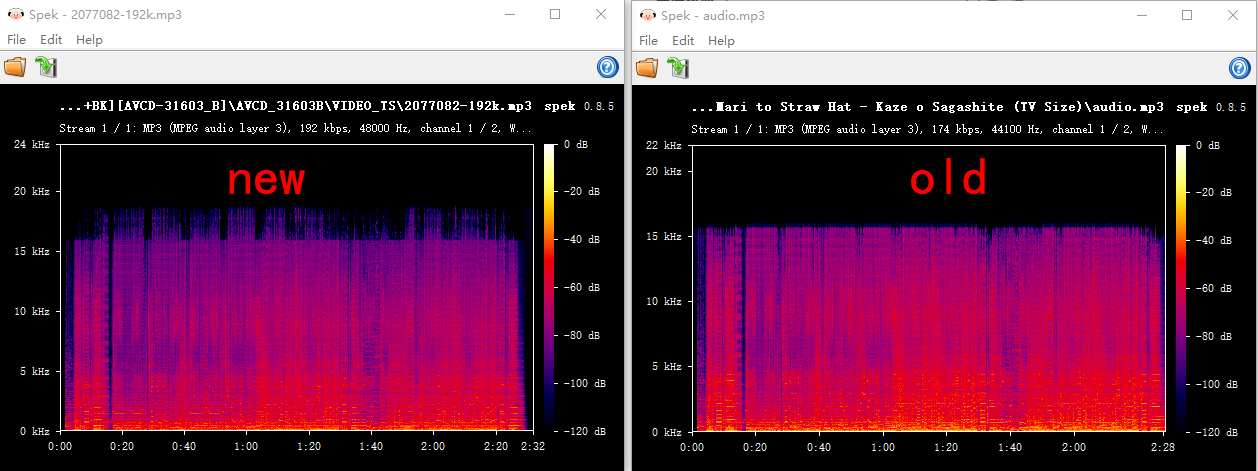 Spek - 2077082-192k.mp3
File Edit Help
...+BK][AVCD-31603_B]\AVCD_31603B\VIDEO_TS\2077082-192k.mp3 spek 0.8.5
Stream 1 / 1: MP3 (MPEG audio layer 3), 192 kbps, 48000 Hz, channel 1 / 2, W...
24 kHz
20 kHz
15 kHz
10 kHz
5 kHz
0 kHz
new
0:00 0:20 0:40 1:00 1:20 1:40 2:00 2:20 2:32
0 dB
-20 dB
-40 dB
-60 dB
-80 dB
-100 dB
-120 dB
Spek - audio.mp3
File Edit Help
...Mari to Straw Hat - Kaze o Sagashite (TV Size)\audio.mp3 spek 0.8.5
Stream 1 / 1: MP3 (MPEG audio layer 3), 174 kbps, 44100 Hz, channel 1 / 2, W...
22 kHz
20 kHz
15 kHz
10 kHz
5 kHz
0 kHz
old
0:00 0:20 0:40 1:00 1:20 1:40 2:00 2:28
0 dB
-20 dB
-40 dB
-60 dB
-80 dB
-100 dB
-120 dB